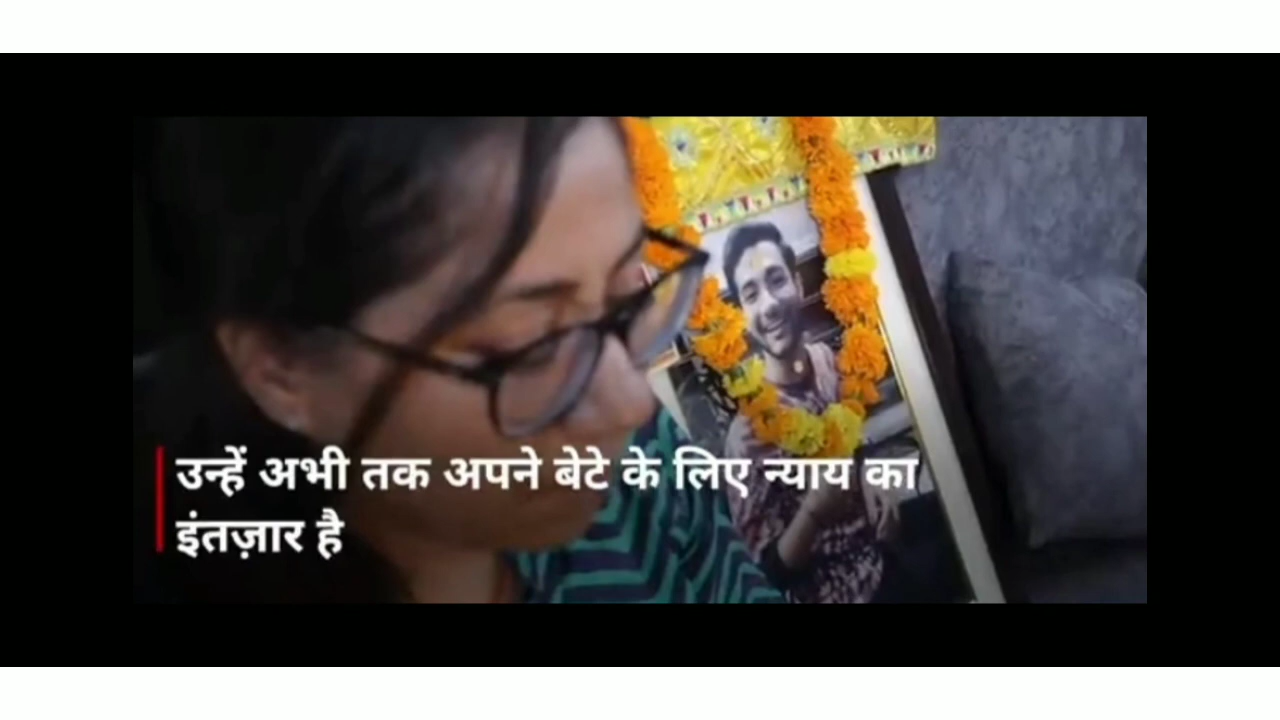 उन्हें अभी तक अपने बेटे के लिए न्याय का
इंतज़ार है